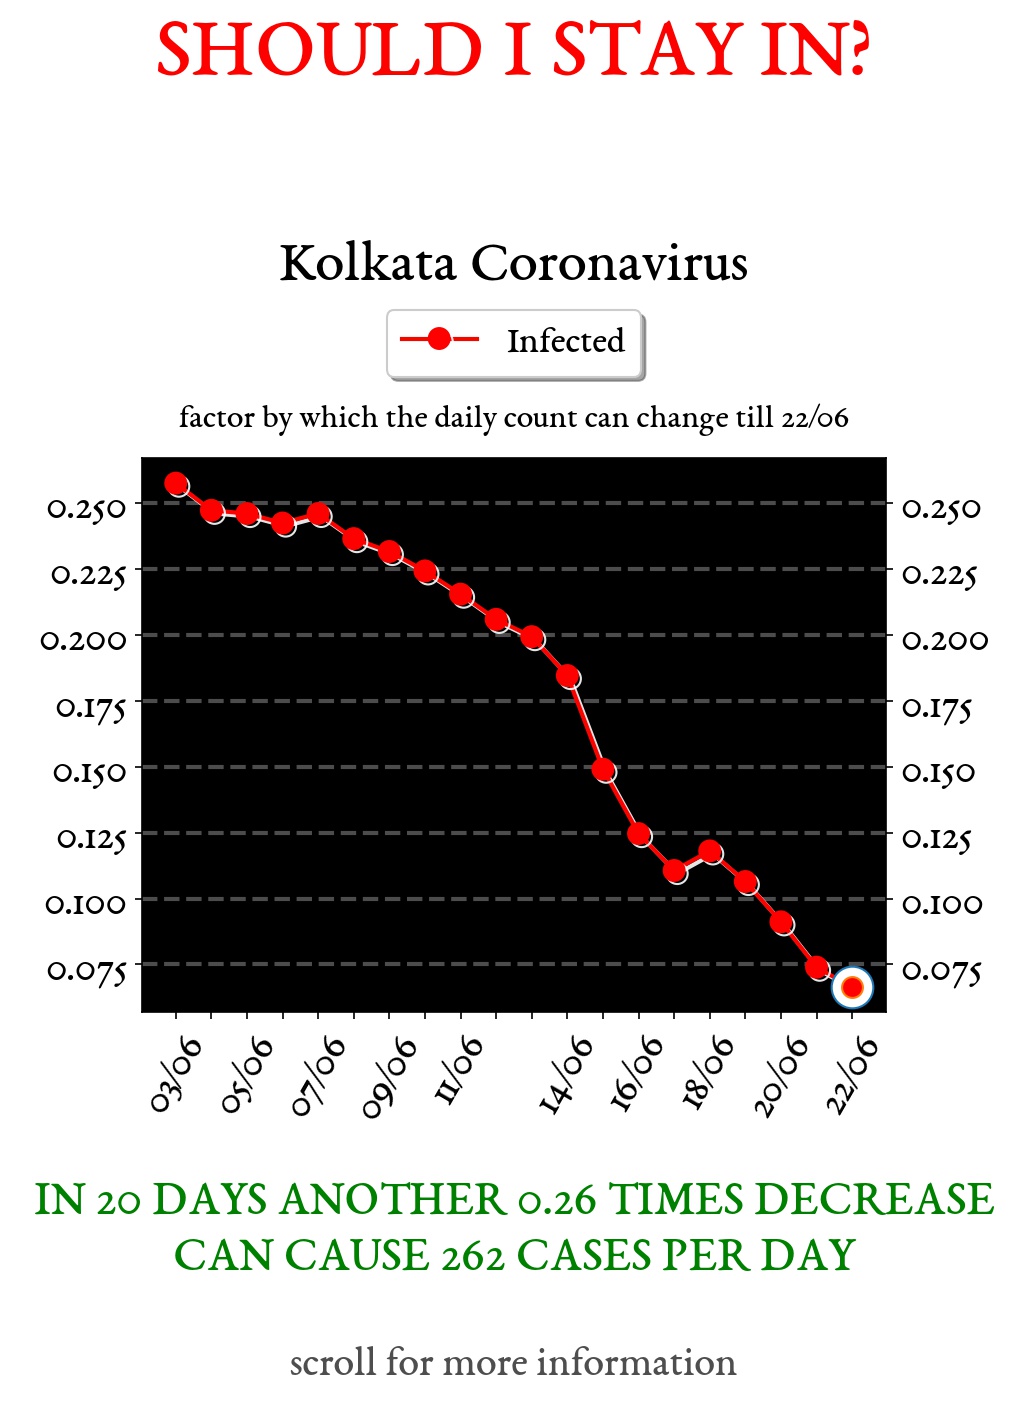 SHOULD I STAY IN?
Kolkata Coronavirus
Infected
factor by which the daily count can change till 22/06
0.250 0.250
0.225 0.225
0.200 0.200
0.175 0.175
0.150 0.150
0.125 0.125
0.100 0.100
0.075 0.075
03/06 05/06 07/06 09/06 11/06 14/06 16/06 18/06 20/06 22/06
IN 20 DAYS ANOTHER 0.26 TIMES DECREASE
CAN CAUSE 262 CASES PER DAY
scroll for more information